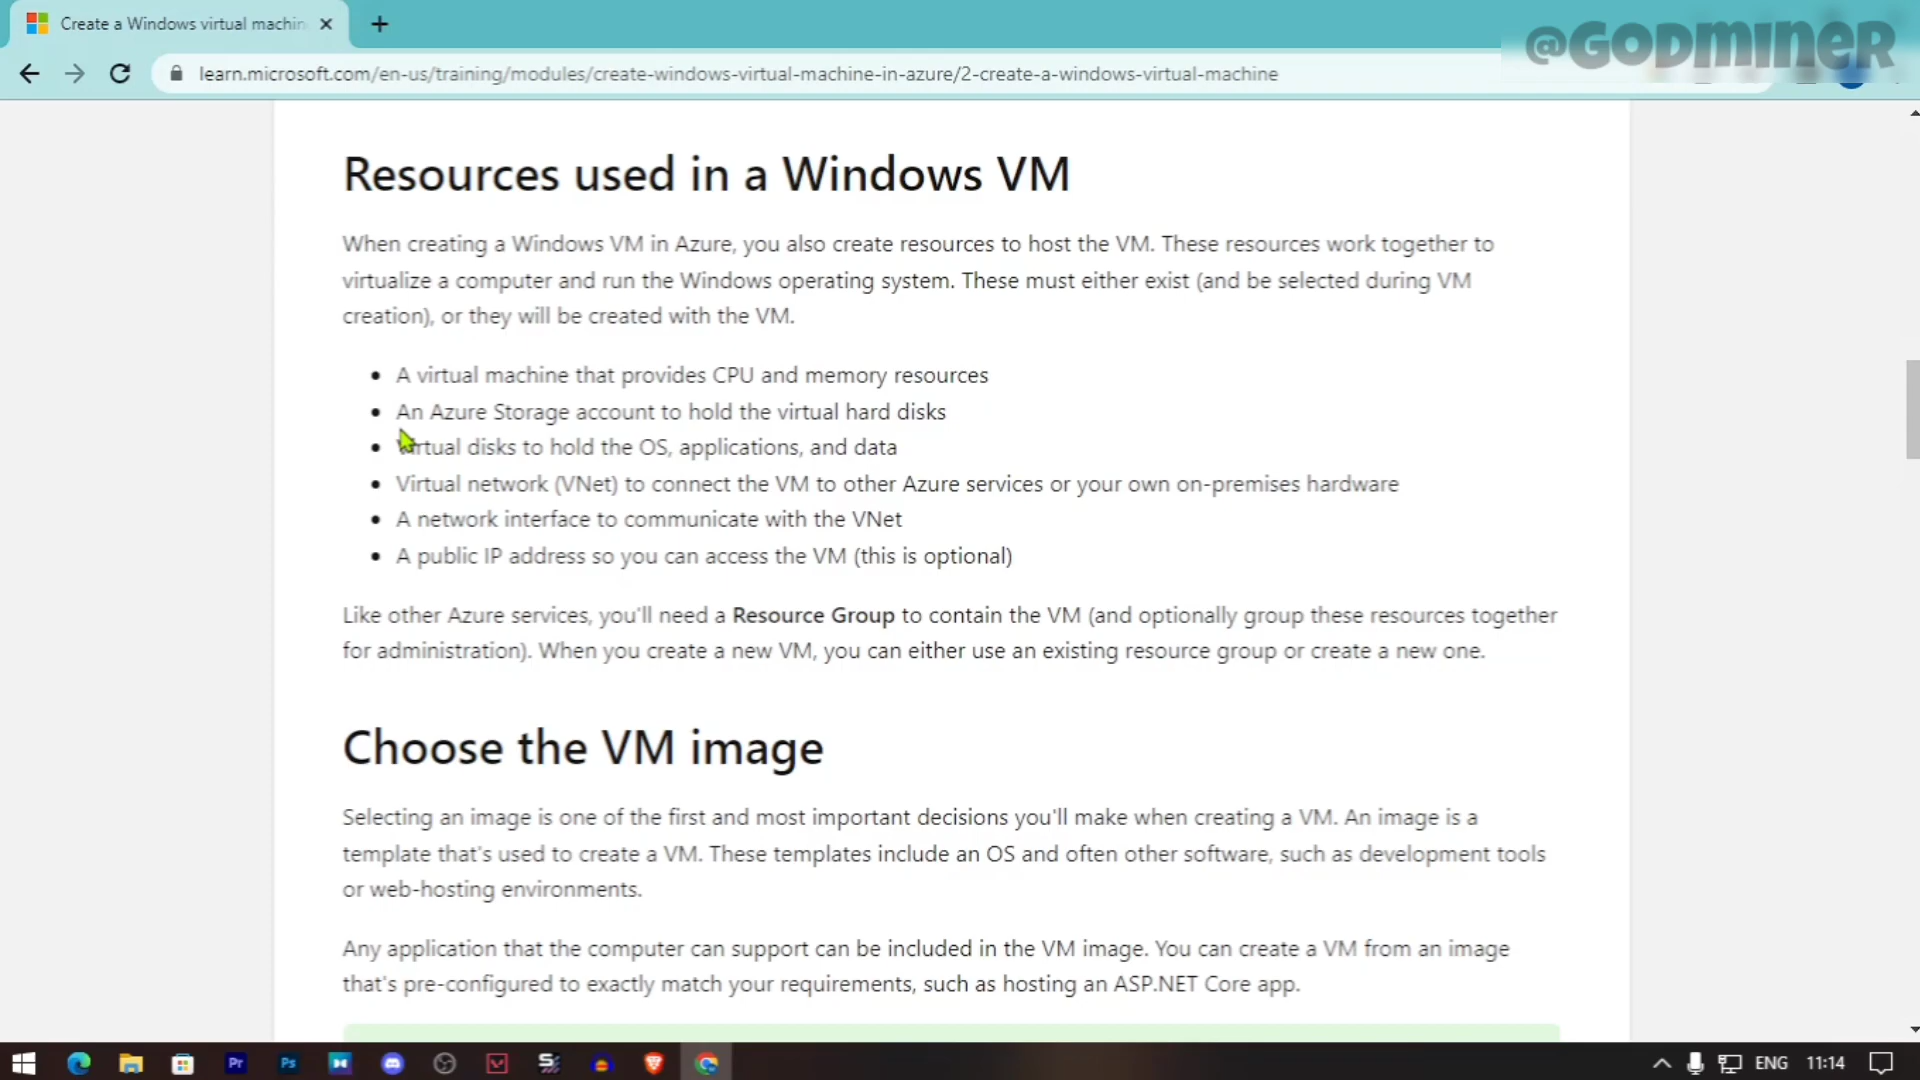 Create a Windows virtual machin
@GODMINER
learn.microsoft.com/en-us/training/modules/create-windows-virtual-machine-in-azure/2-create-a-windows-virtual-machine
Resources used in a Windows VM
When creating a Windows VM in Azure, you also create resources to host the VM. These resources work together to
virtualize a computer and run the Windows operating system. These must either exist (and be selected during VM
creation), or they will be created with the VM.
• A virtual machine that provides CPU and memory resources
• An Azure Storage account to hold the virtual hard disks
• Virtual disks to hold the OS, applications, and data
• Virtual network (VNet) to connect the VM to other Azure services or your own on-premises hardware
• A network interface to communicate with the VNet
• A public IP address so you can access the VM (this is optional)
Like other Azure services, you'll need a Resource Group to contain the VM (and optionally group these resources together
for administration). When you create a new VM, you can either use an existing resource group or create a new one.
Choose the VM image
Selecting an image is one of the first and most important decisions you'll make when creating a VM. An image is a
template that's used to create a VM. These templates include an OS and often other software, such as development tools
or web-hosting environments.
Any application that the computer can support can be included in the VM image. You can create a VM from an image
that's pre-configured to exactly match your requirements, such as hosting an ASP.NET Core app.
Pr
Ps
ENG
11:14